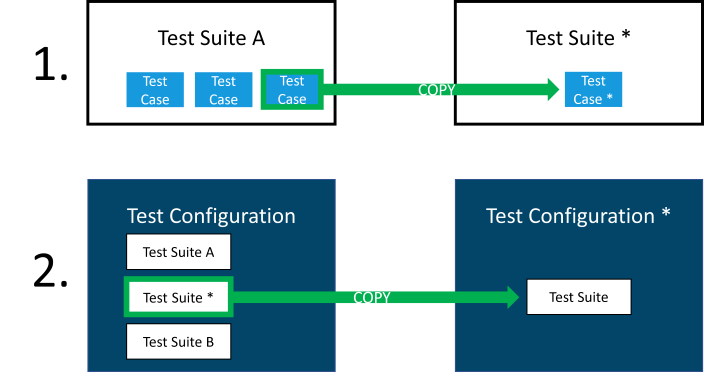 1.
Test Suite A
Test
Case
Test
Case
Test
Case
COPY
Test Suite *
Test
Case *
2.
Test Configuration
Test Suite A
Test Suite *
Test Suite B
COPY
Test Configuration *
Test Suite